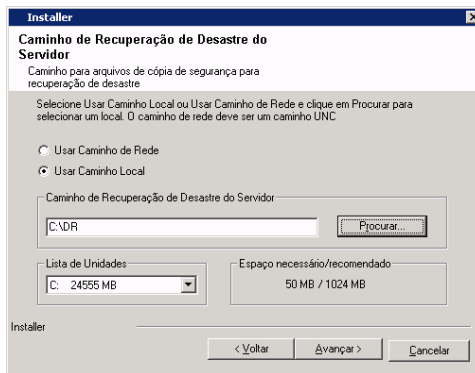 Installer
Caminho de Recuperação de Desastre do
Servidor
Caminho para arquivos de cópia de segurança para
recuperação de desastre
Selecione Usar Caminho Local ou Usar Caminho de Rede e clique em Procurar para
selecionar um local. O caminho de rede deve ser um caminho UNC
Usar Caminho de Rede
Usar Caminho Local
Caminho de Recuperação de Desastre do Servidor
C:\DR
Procurar...
Lista de Unidades
C: 24555 MB
Espaço necessário/recomendado
50 MB / 1024 MB
Installer
< Voltar
Avançar >
Cancelar